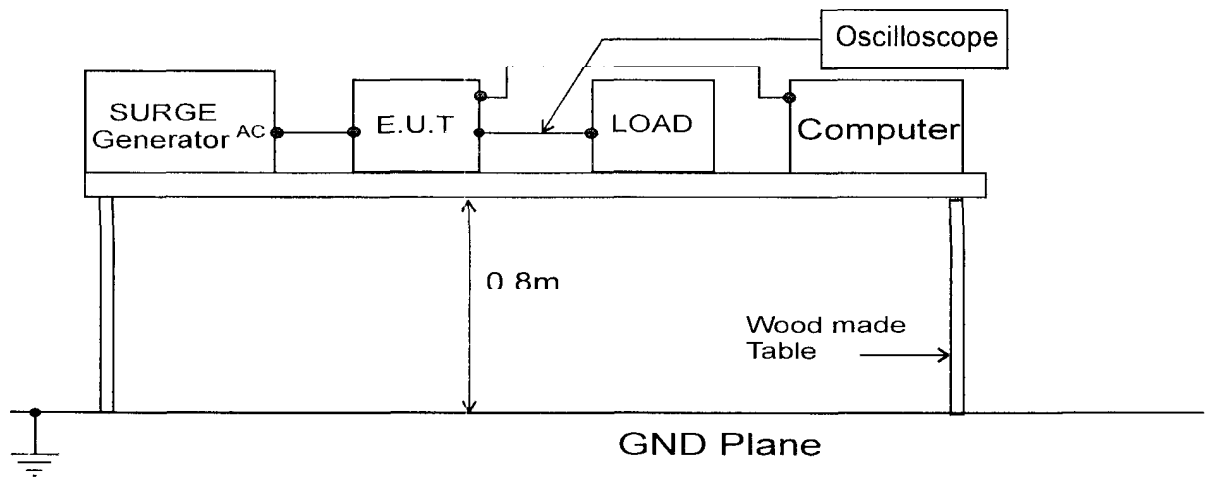 Oscilloscope
SURGE
Generator AC
E.U.T
LOAD
Computer
0.8m
Wood made
Table
GND Plane